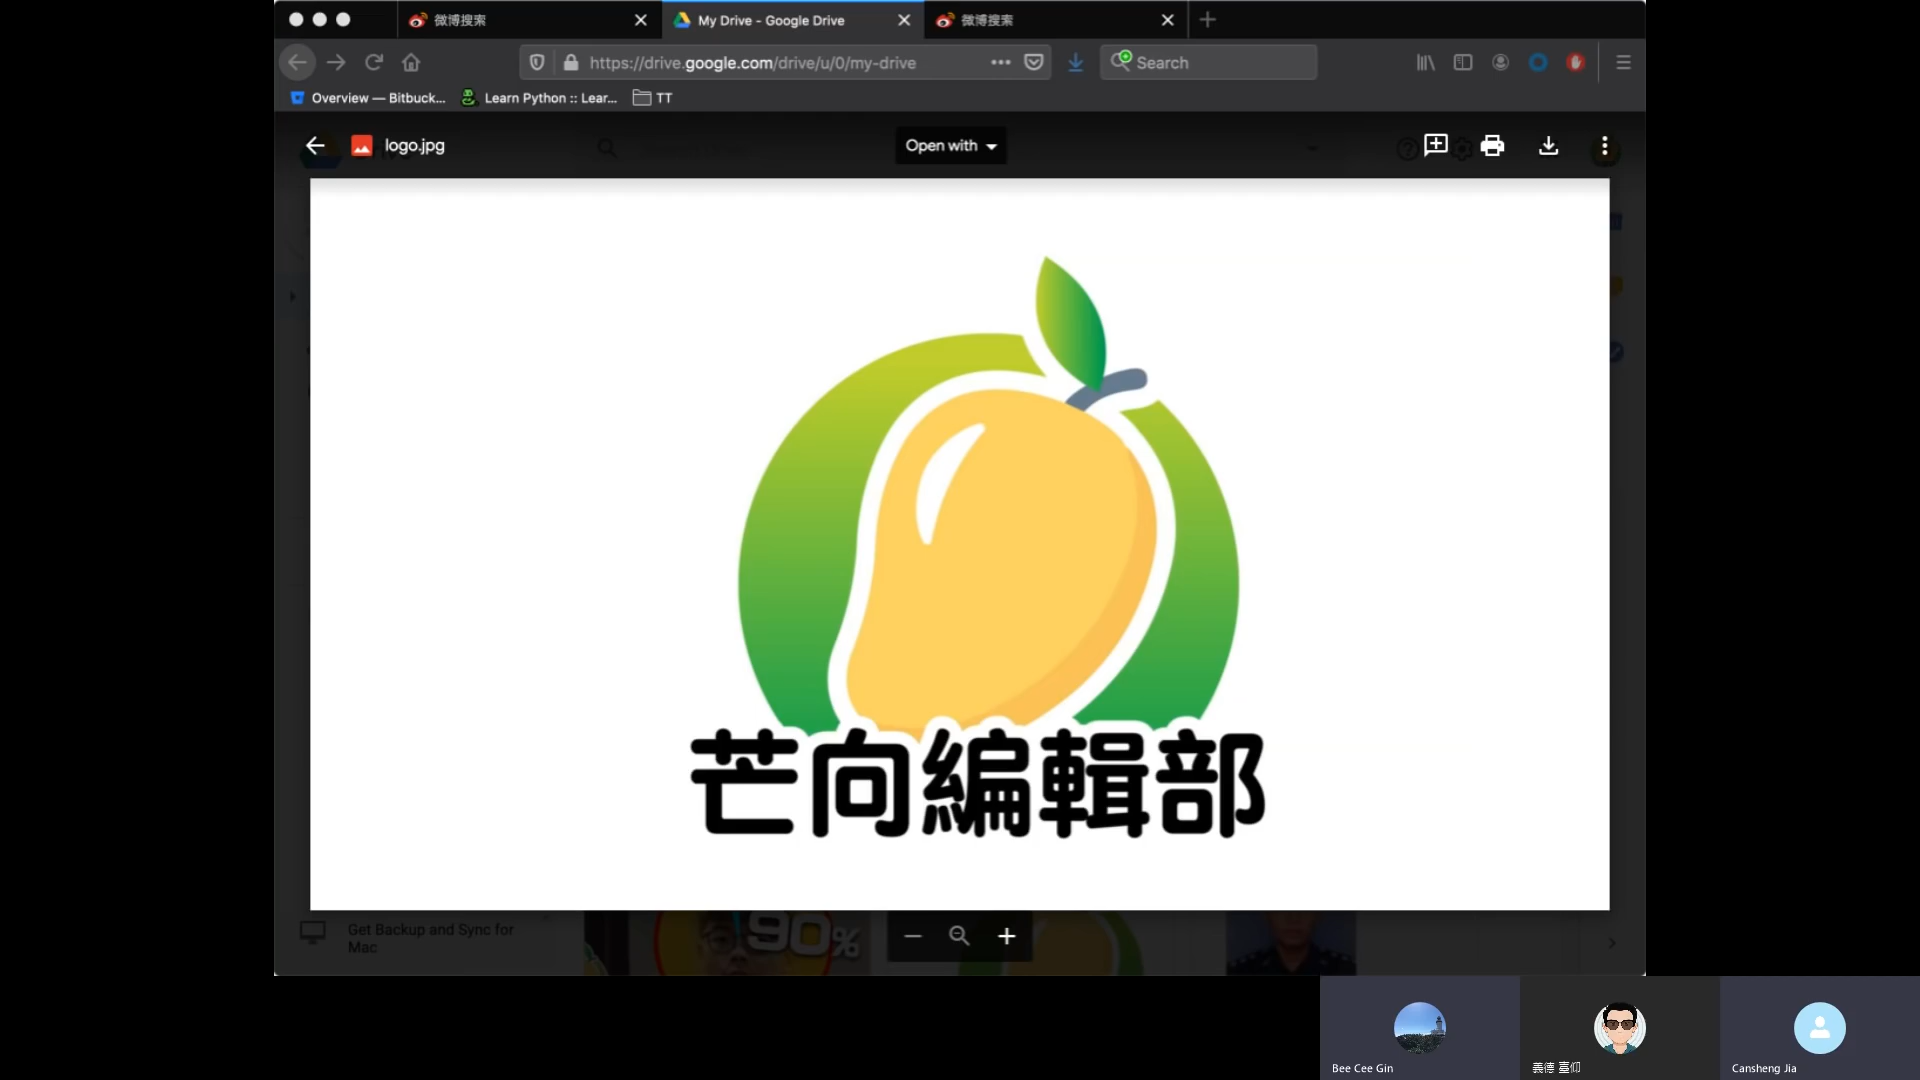 微博搜索
My Drive - Google Drive
微博搜索
https://drive.google.com/drive/u/0/my-drive
Search
Overview — Bitbuck...
Learn Python :: Lear...
TT
logo.jpg
Open with
芒向編輯部
Get Backup and Sync for
Mac
90%
Bee Cee Gin
Cansheng Jia